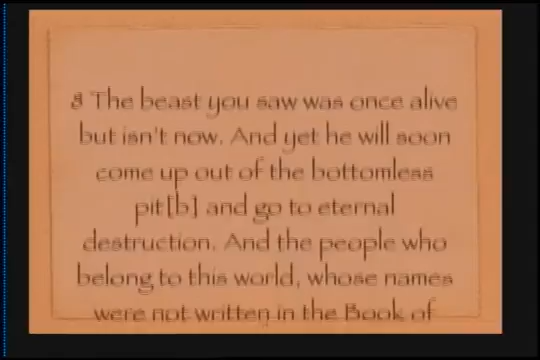 8 The beast you saw was once alive
but isn't now. And yet he will soon
come up out of the bottomless
pit[b] and go to eternal
destruction. And the people who
belong to this world, whose names
were not written in the Book of